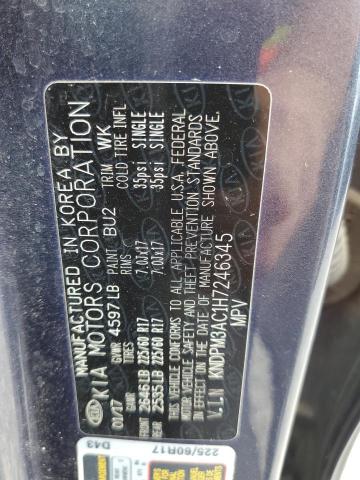 MANUFACTURED IN KOREA BY
KIA MOTORS CORPORATION
01/17 GVWR 4597LB PAINT BU2 TRIM WK
TIRES RIMS COLD TIRE INFL
2646LB 225/60 R17 7.0Jx17 35psi SINGLE
2535LB 225/60 R17 7.0Jx17 35psi SINGLE
THIS VEHICLE CONFORMS TO ALL APPLICABLE U.S.A. FEDERAL
MOTOR VEHICLE SAFETY AND THEFT PREVENTION STANDARDS
IN EFFECT ON THE DATE OF MANUFACTURE SHOWN ABOVE.
V.I.N : KNDPM3AC1H7246345
MPV
D43
225/60R17